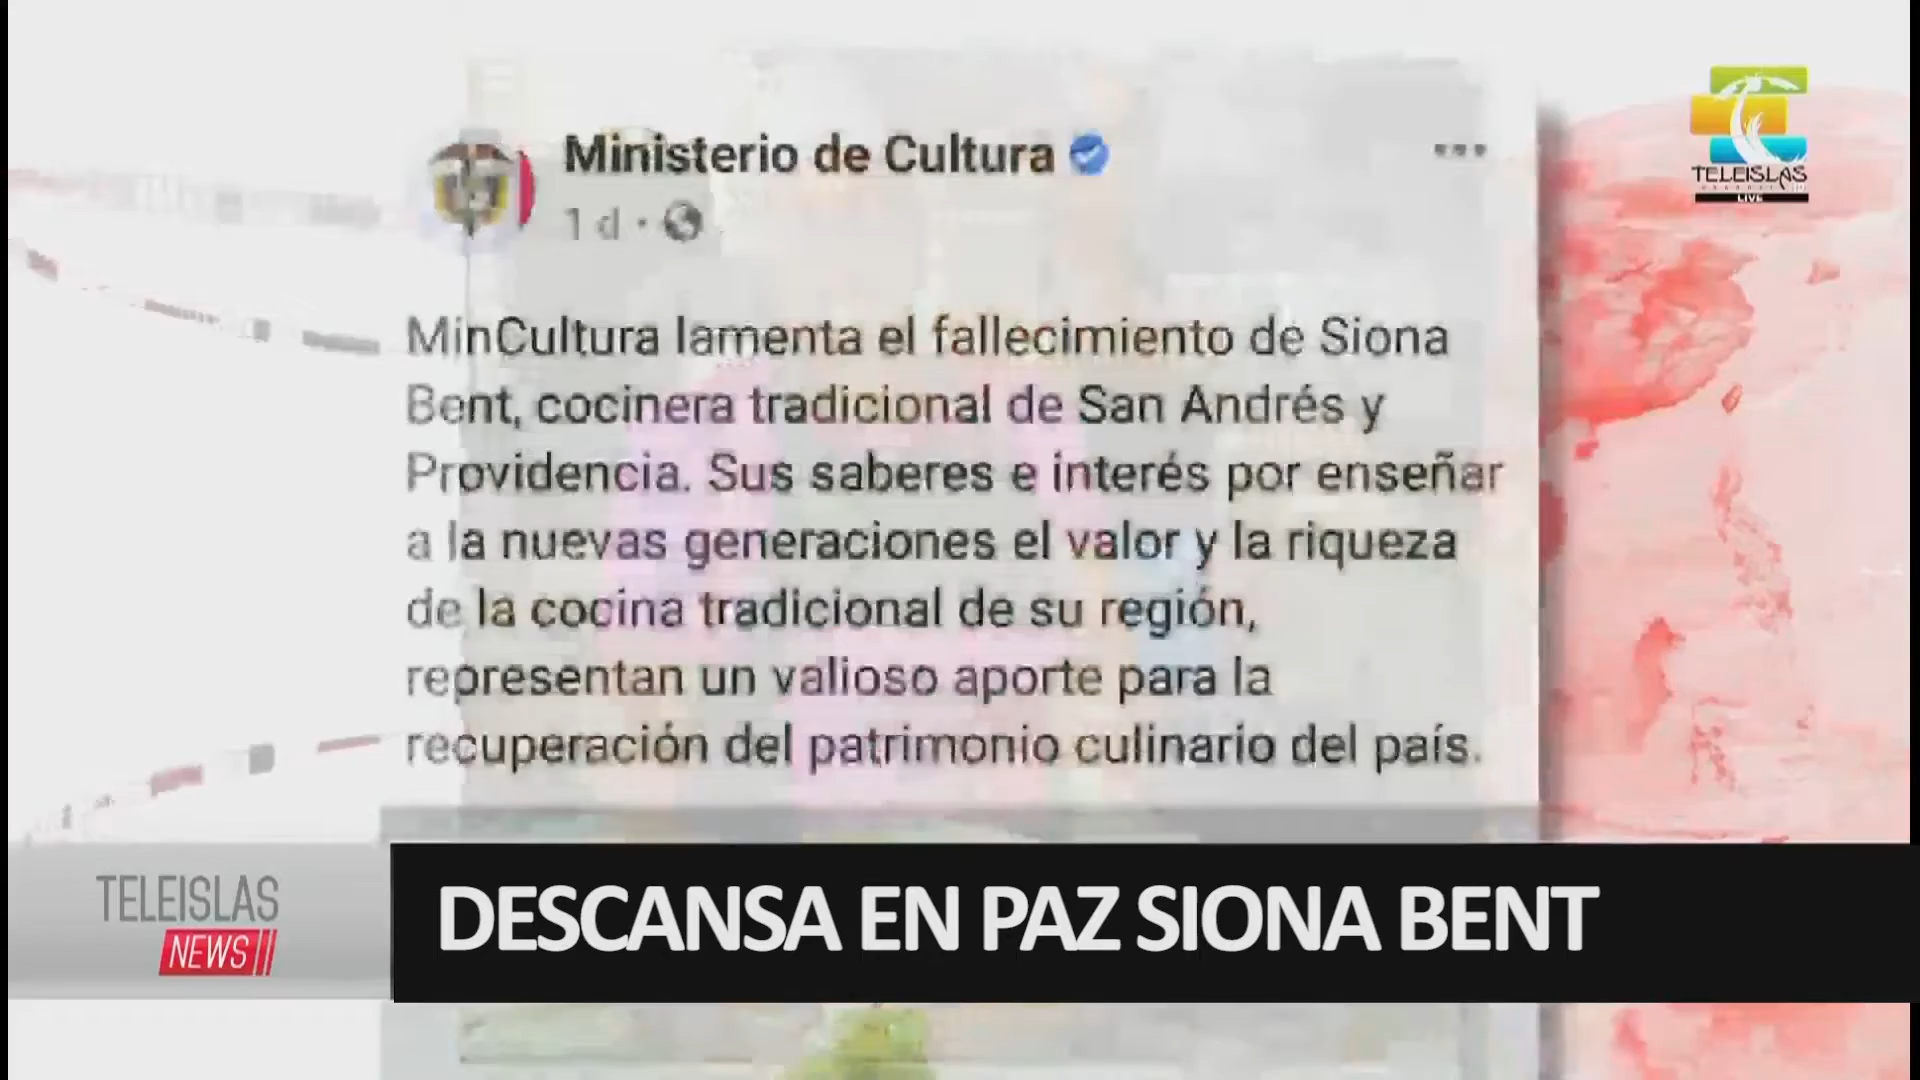 Ministerio de Cultura
1 d
MinCultura lamenta el fallecimiento de Siona
Bent, cocinera tradicional de San Andrés y
Providencia. Sus saberes e interés por enseñar
a la nuevas generaciones el valor y la riqueza
de la cocina tradicional de su región,
representan un valioso aporte para la
recuperación del patrimonio culinario del país.
TELEISLAS
LIVE
TELEISLAS
NEWS
DESCANSA EN PAZ SIONA BENT